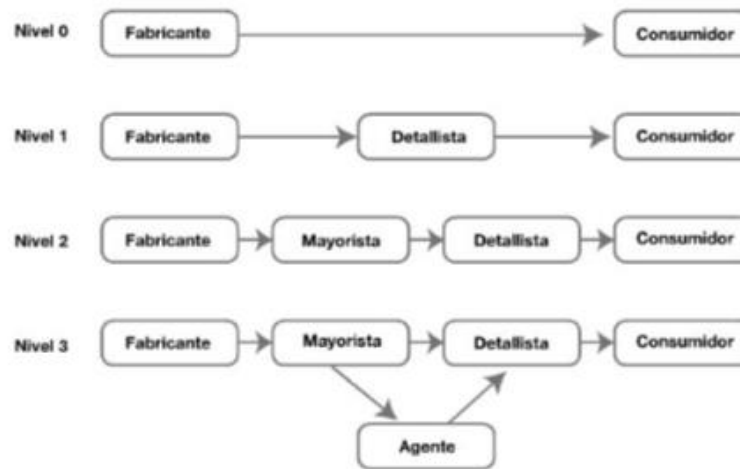 Nivel 0 Fabricante Consumidor
Nivel 1 Fabricante Detallista Consumidor
Nivel 2 Fabricante Mayorista Detallista Consumidor
Nivel 3 Fabricante Mayorista Detallista Consumidor
Agente